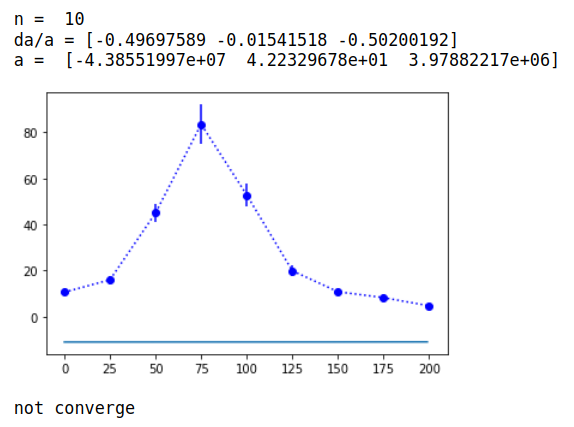 n =  10
da/a = [-0.49697589 -0.01541518 -0.50200192]
a =  [-4.38551997e+07  4.22329678e+01  3.97882217e+06]
80
60
40
20
0
0 25 50 75 100 125 150 175 200
not converge